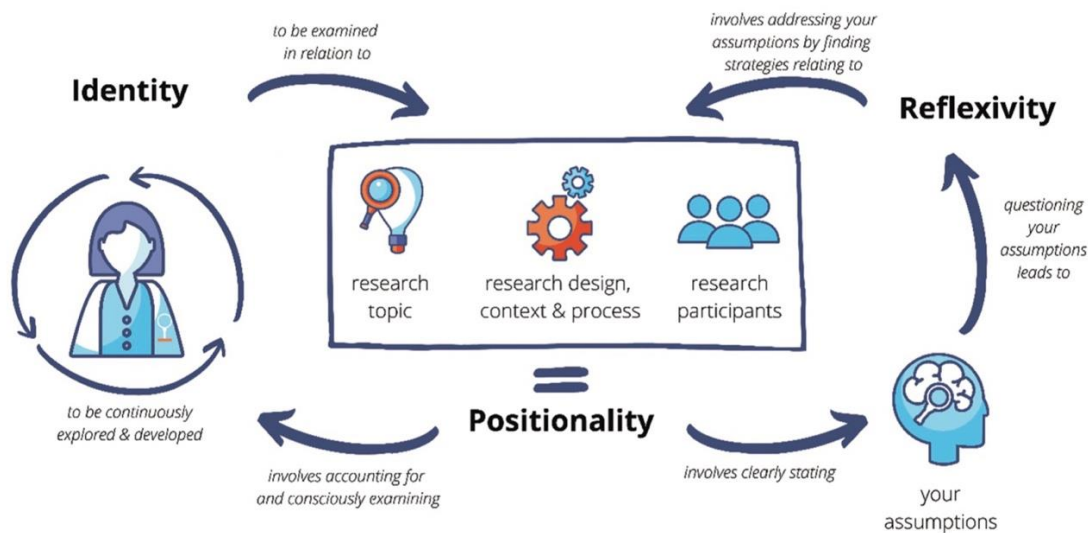 to be examined
in relation to
involves addressing your
assumptions by finding
strategies relating to
Identity
Reflexivity
research
topic
research design,
context & process
research
participants
questioning
your
assumptions
leads to
=
Positionality
to be continuously
explored & developed
involves accounting for
and consciously examining
involves clearly stating
your
assumptions